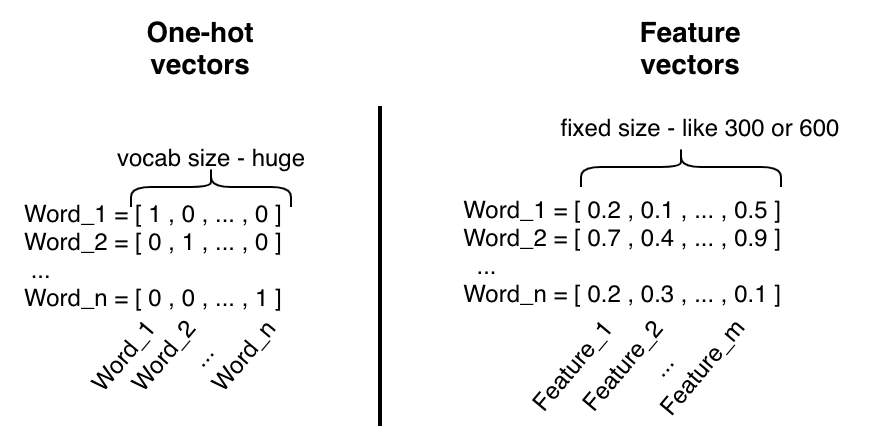 One-hot
vectors
vocab size - huge
Word_1 = [ 1 , 0 , ... , 0 ]
Word_2 = [ 0 , 1 , ... , 0 ]
...
Word_n = [ 0 , 0 , ... , 1 ]
Word_1
Word_2
...
Word_n
Feature
vectors
fixed size - like 300 or 600
Word_1 = [ 0.2 , 0.1 , ... , 0.5 ]
Word_2 = [ 0.7 , 0.4 , ... , 0.9 ]
...
Word_n = [ 0.2 , 0.3 , ... , 0.1 ]
Feature_1
Feature_2
...
Feature_m